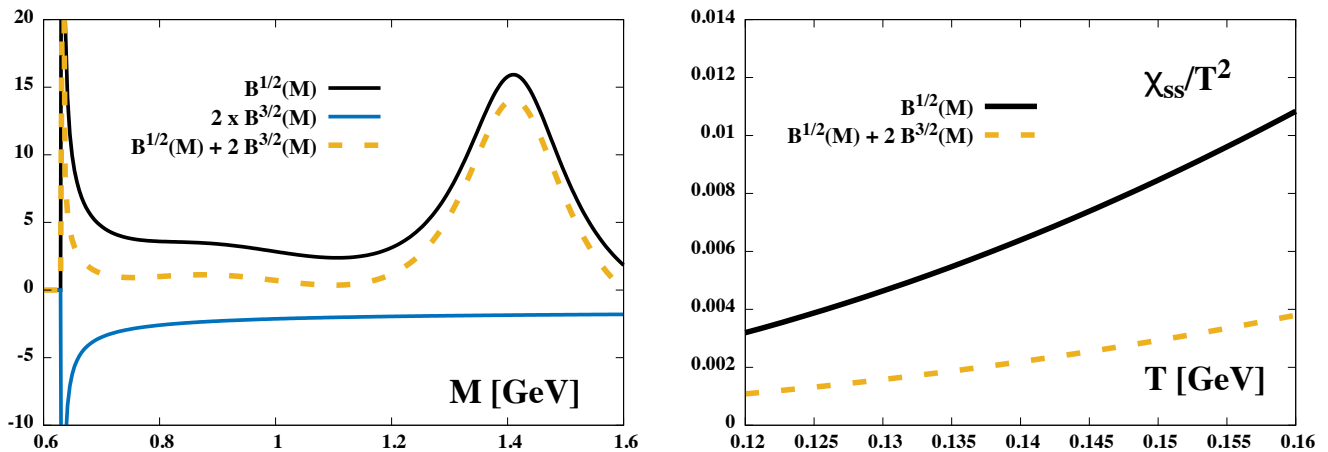 20
15
10
5
0
-5
-10
0.6 0.8 1 1.2 1.4 1.6
B^{1/2}(M)
2 x B^{3/2}(M)
B^{1/2}(M) + 2 B^{3/2}(M)
M [GeV]
0.014
0.012
0.01
0.008
0.006
0.004
0.002
0
0.12 0.125 0.13 0.135 0.14 0.145 0.15 0.155 0.16
χ_{ss}/T^{2}
B^{1/2}(M)
B^{1/2}(M) + 2 B^{3/2}(M)
T [GeV]